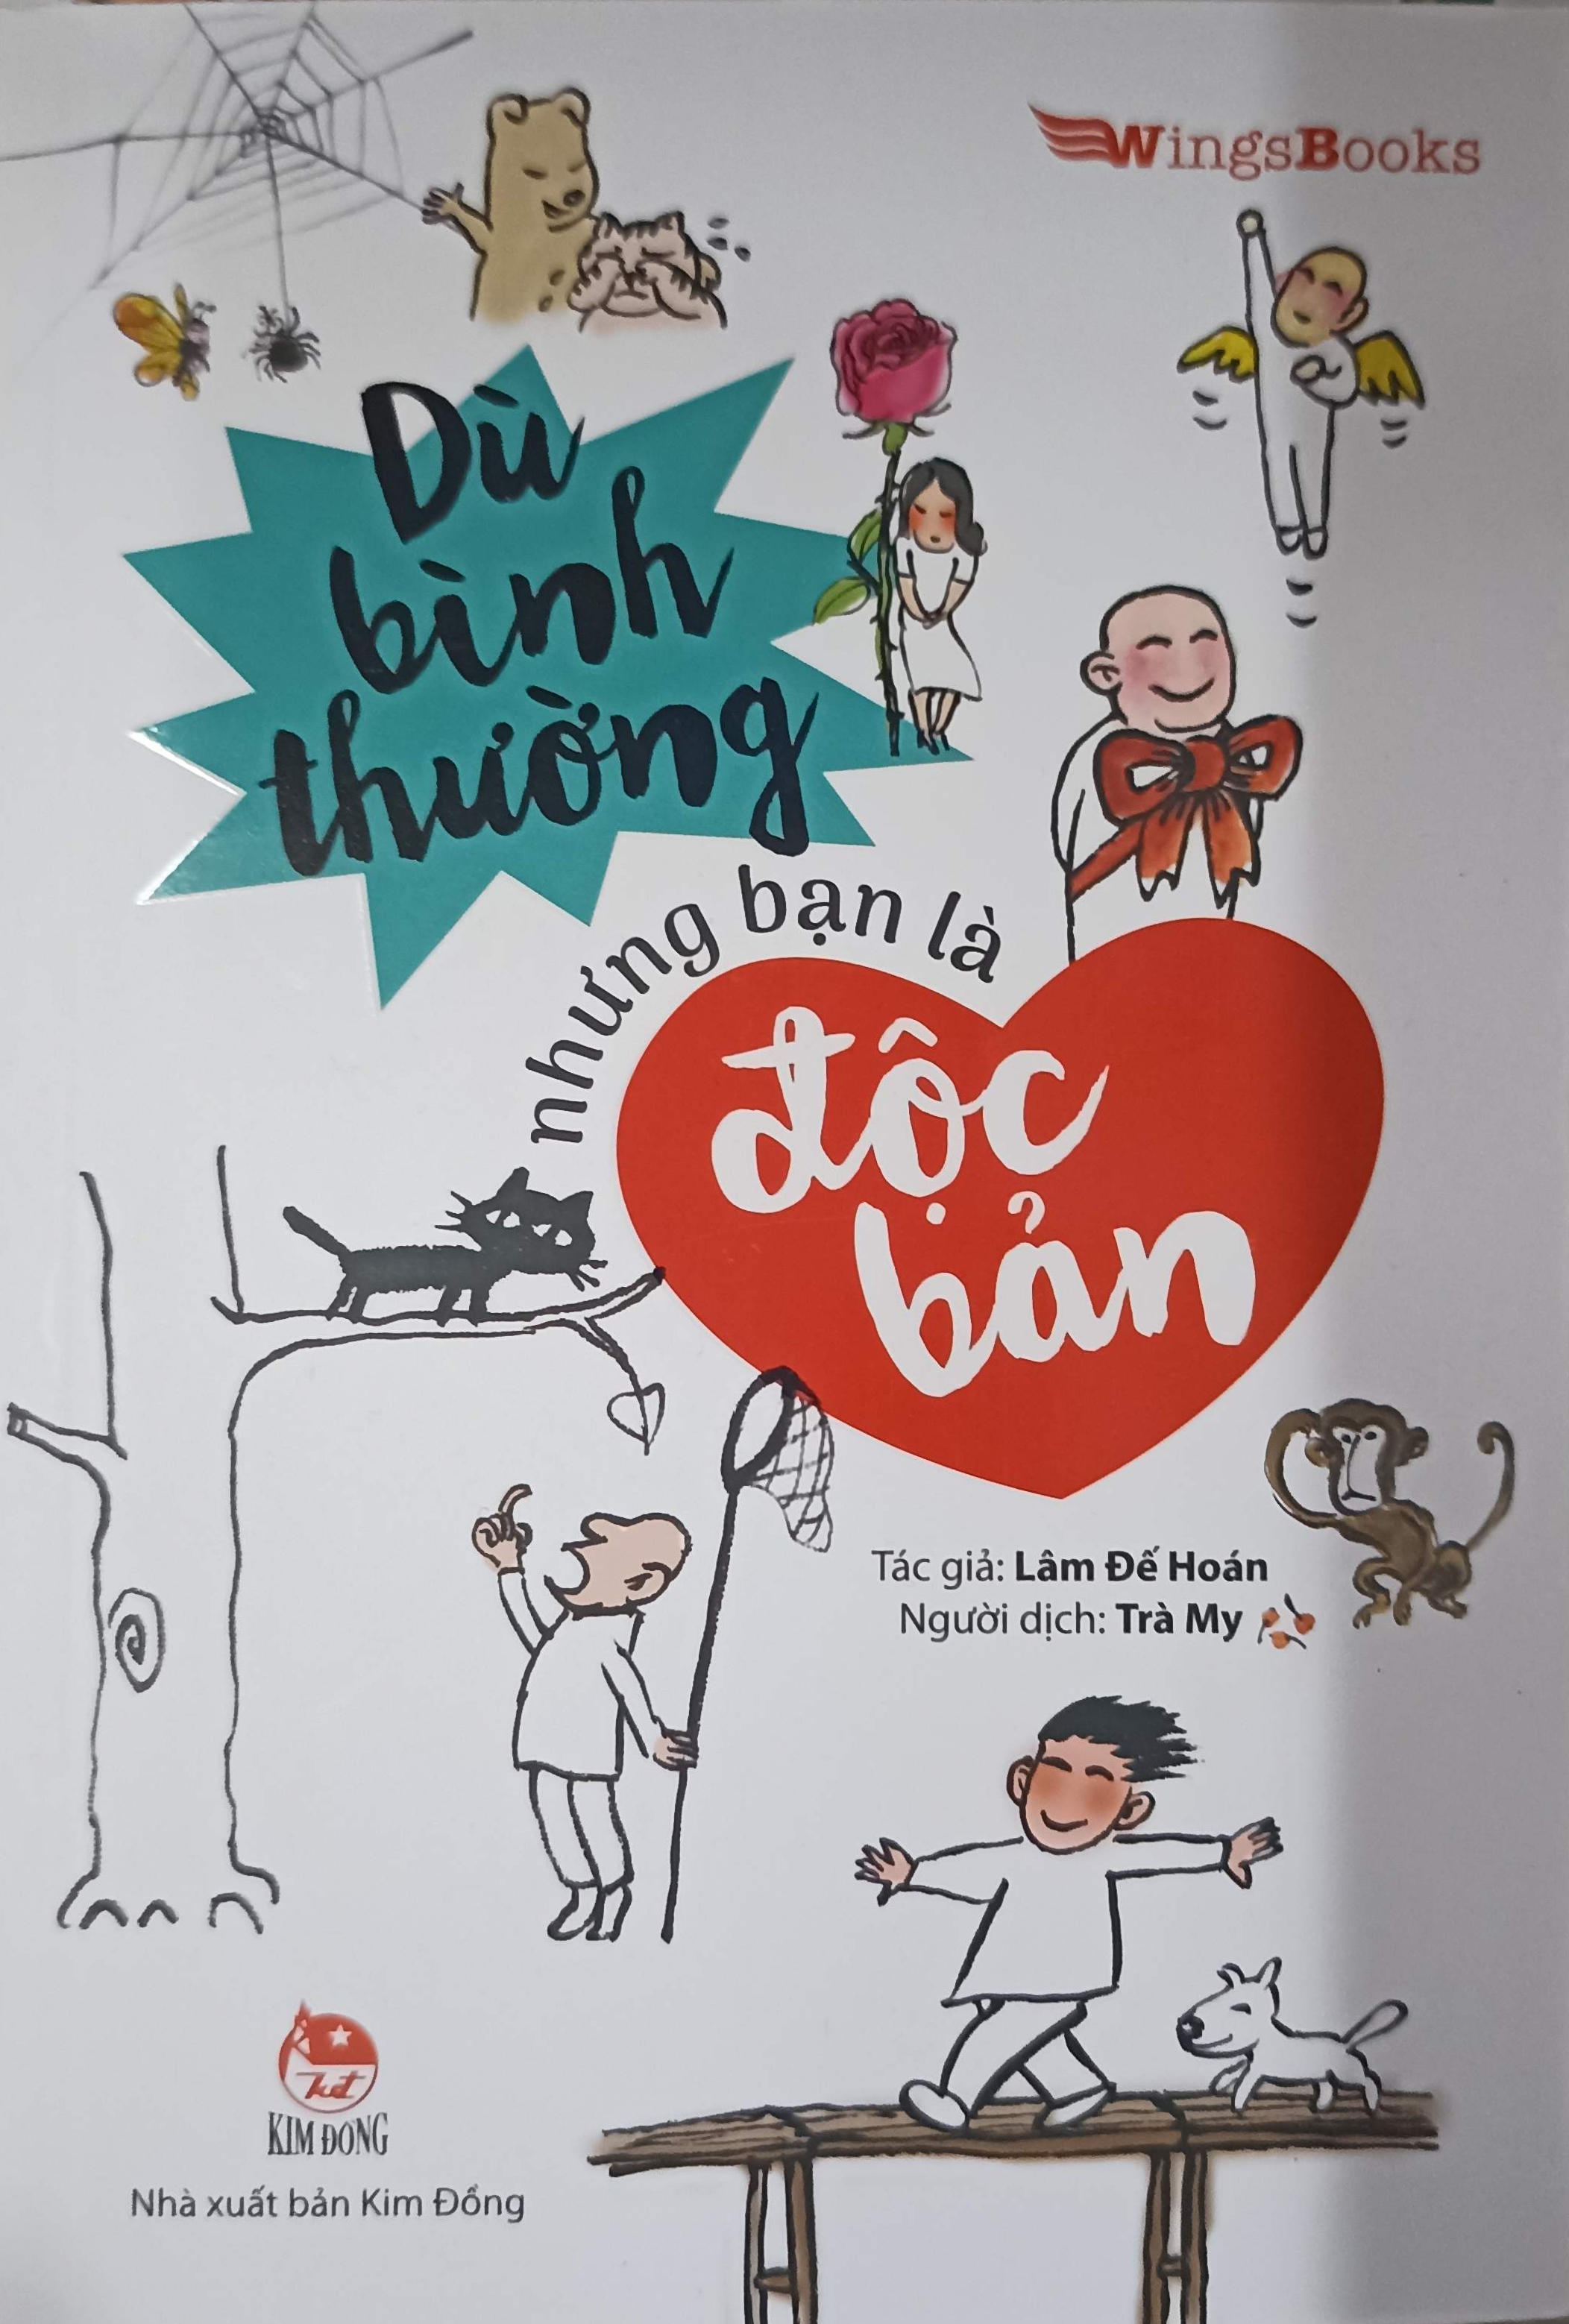 WingsBooks
Dù
bình
thường
nhưng bạn là
độc
bản
Tác giả: Lâm Đế Hoán
Người dịch: Trà My
KIM ĐỒNG
Nhà xuất bản Kim Đồng